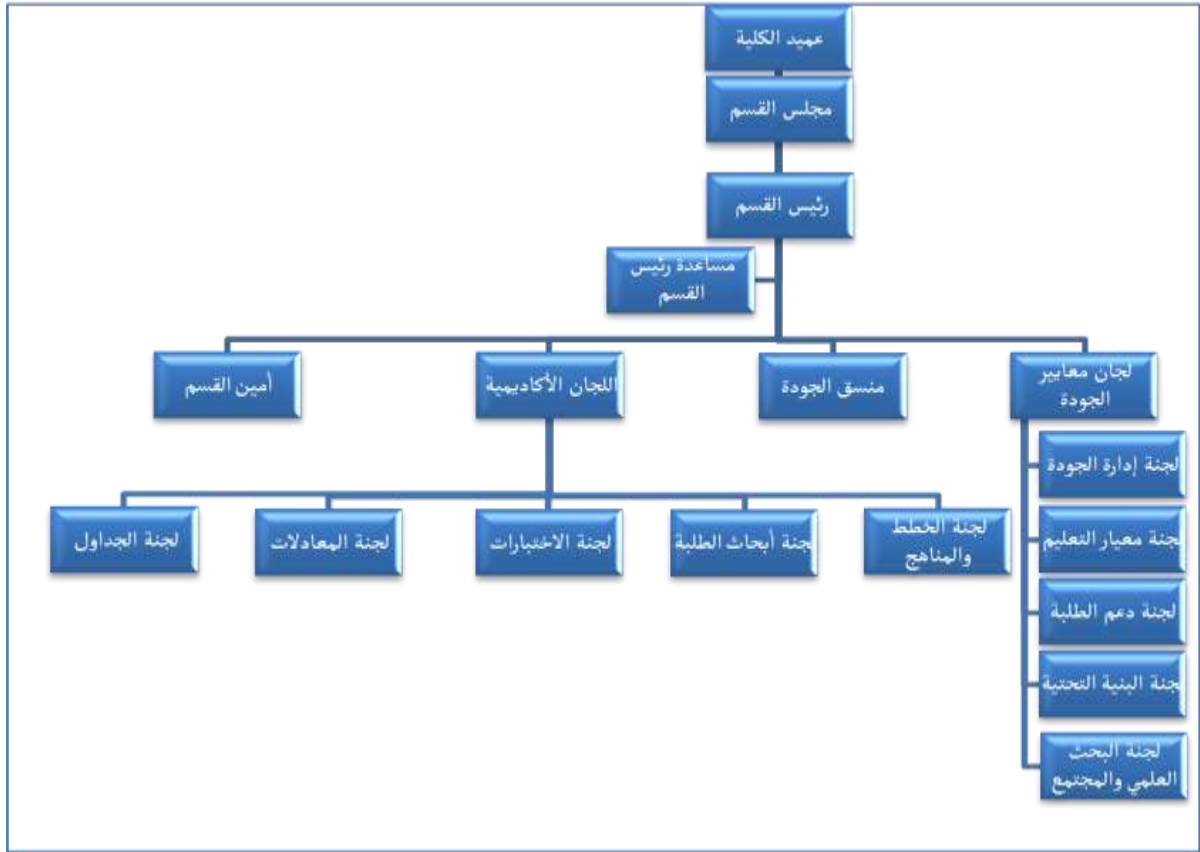 عميد الكلية
مجلس القسم
رئيس القسم
مساعدة رئيس
القسم
لجان معايير
الجودة
منسق الجودة
اللجان الأكاديمية
أمين القسم
لجنة إدارة الجودة
لجنة معيار التعليم
لجنة دعم الطلبة
لجنة البنية التحتية
لجنة البحث
العلمي والمجتمع
لجنة الخطط
والمناهج
لجنة أبحاث الطلبة
لجنة الاختبارات
لجنة المعادلات
لجنة الجداول